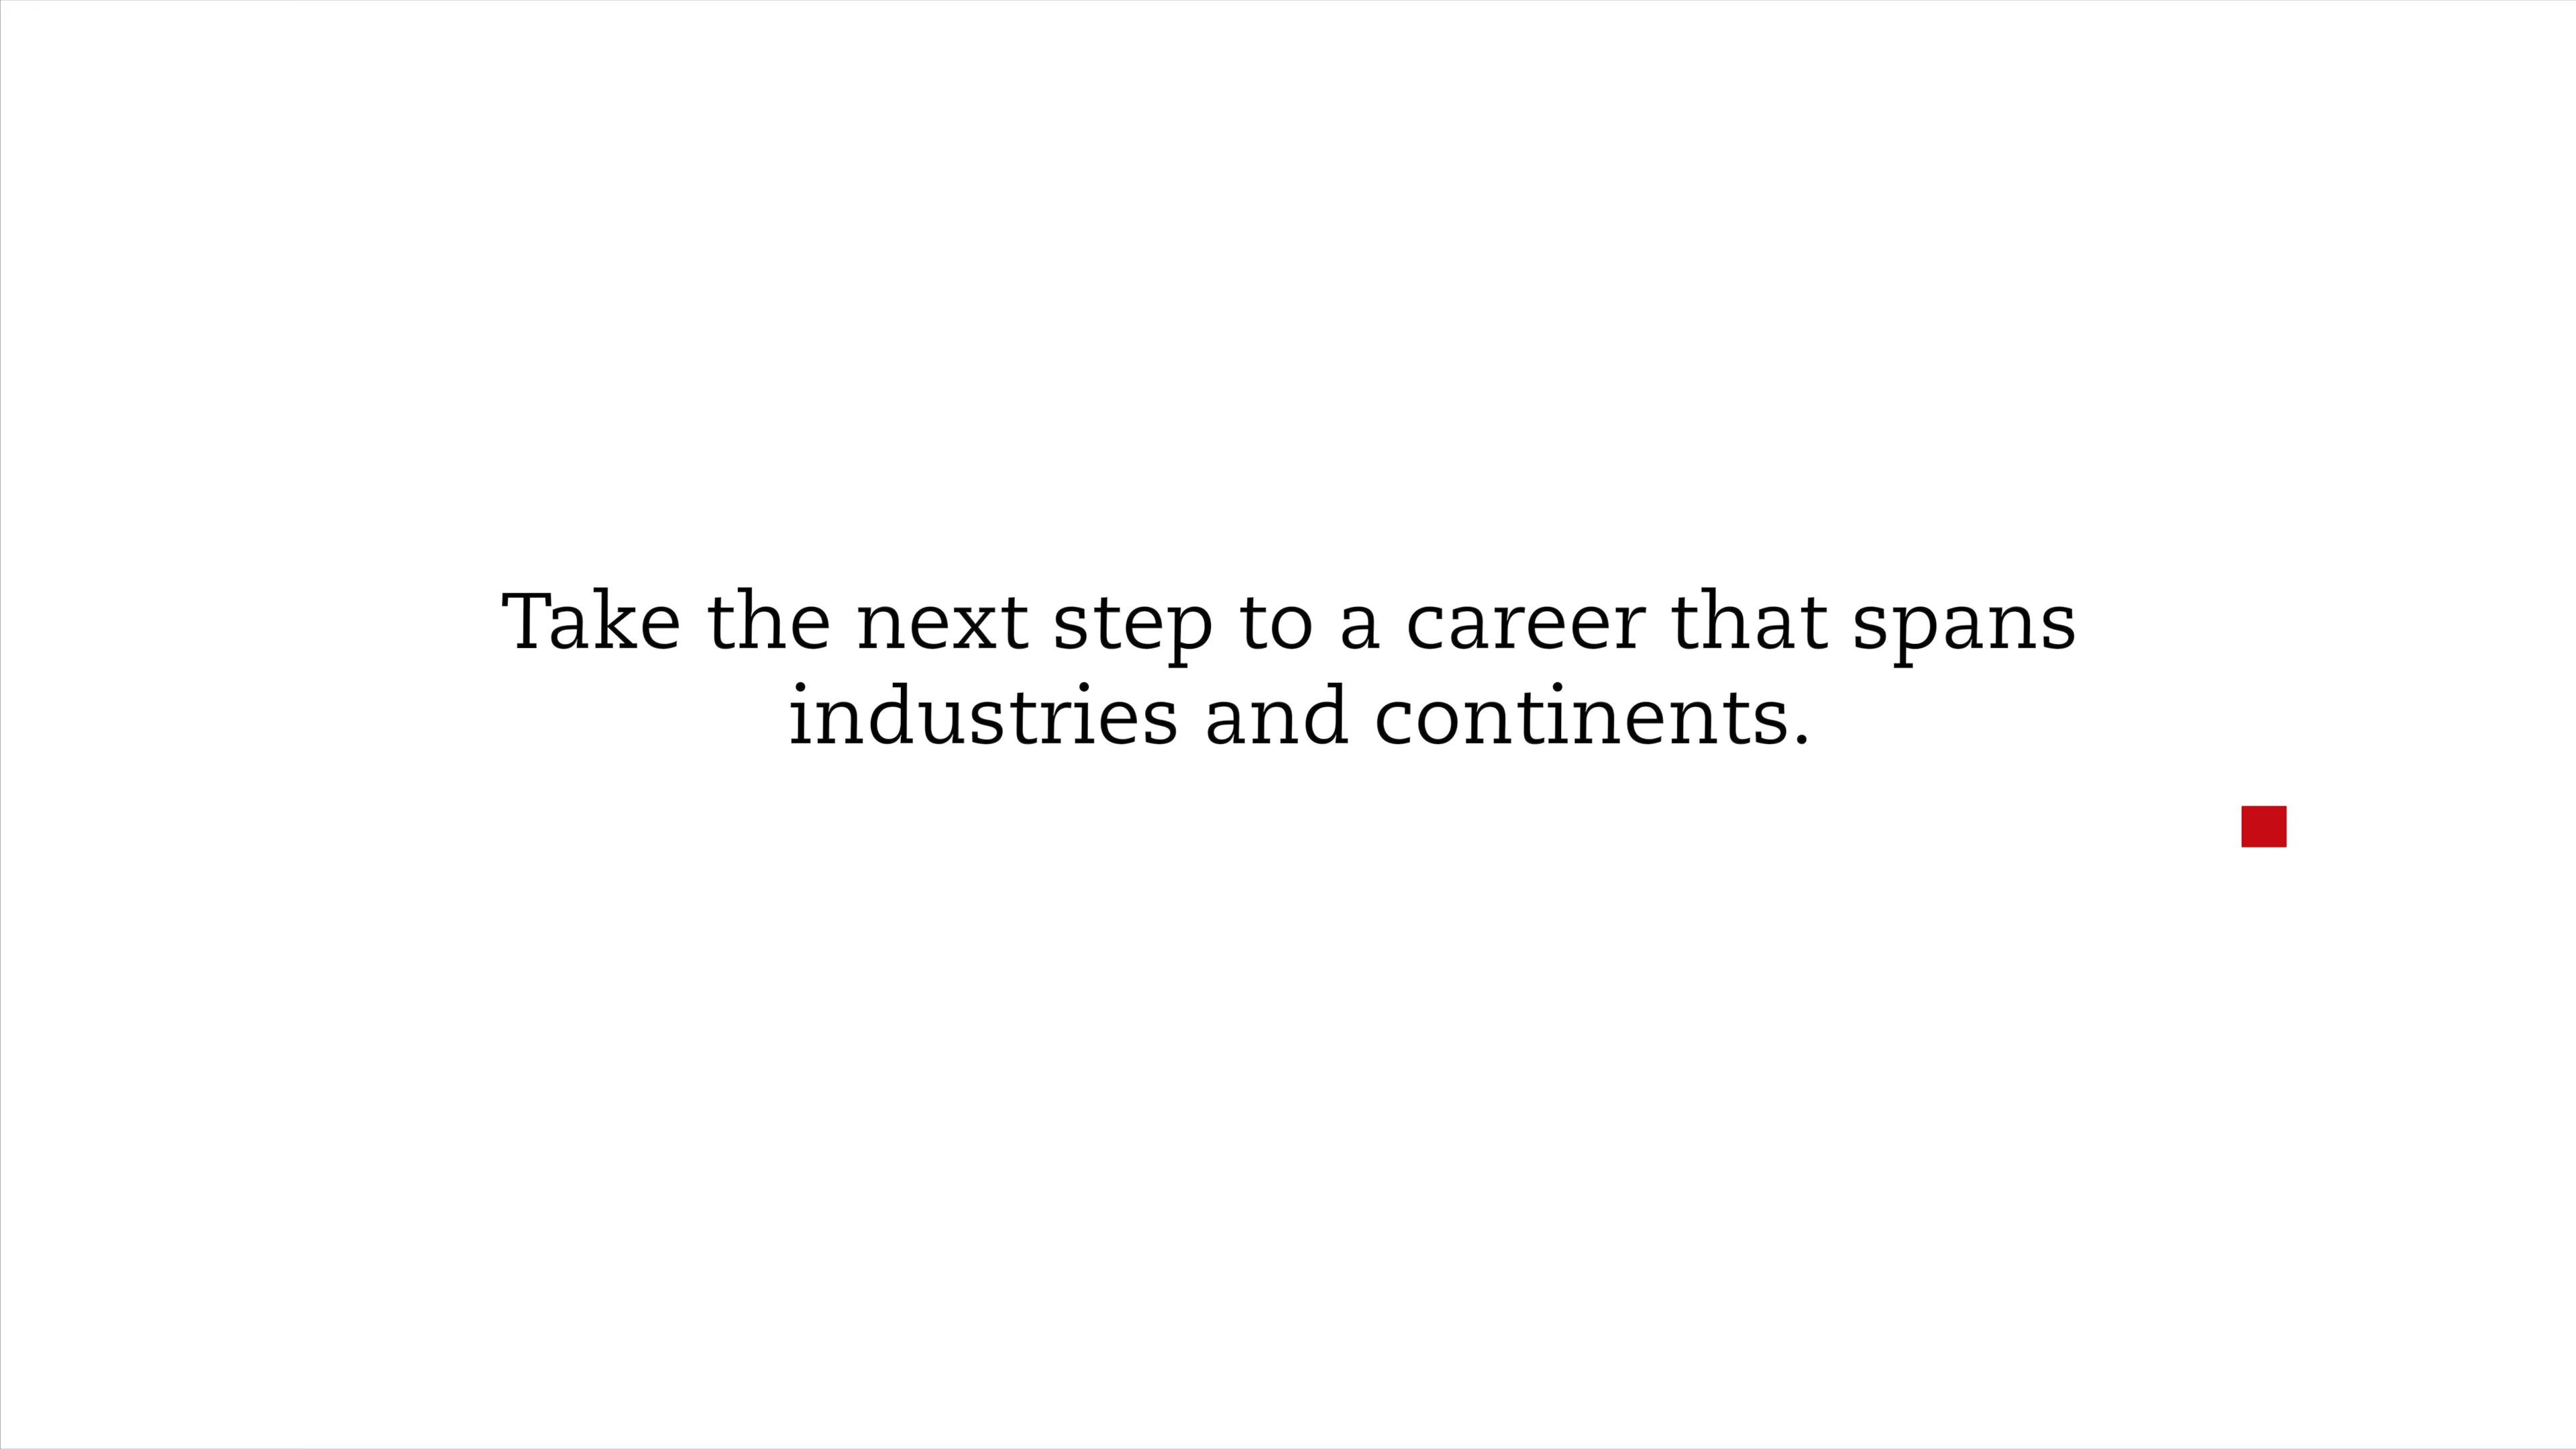 Take the next step to a career that spans
industries and continents.